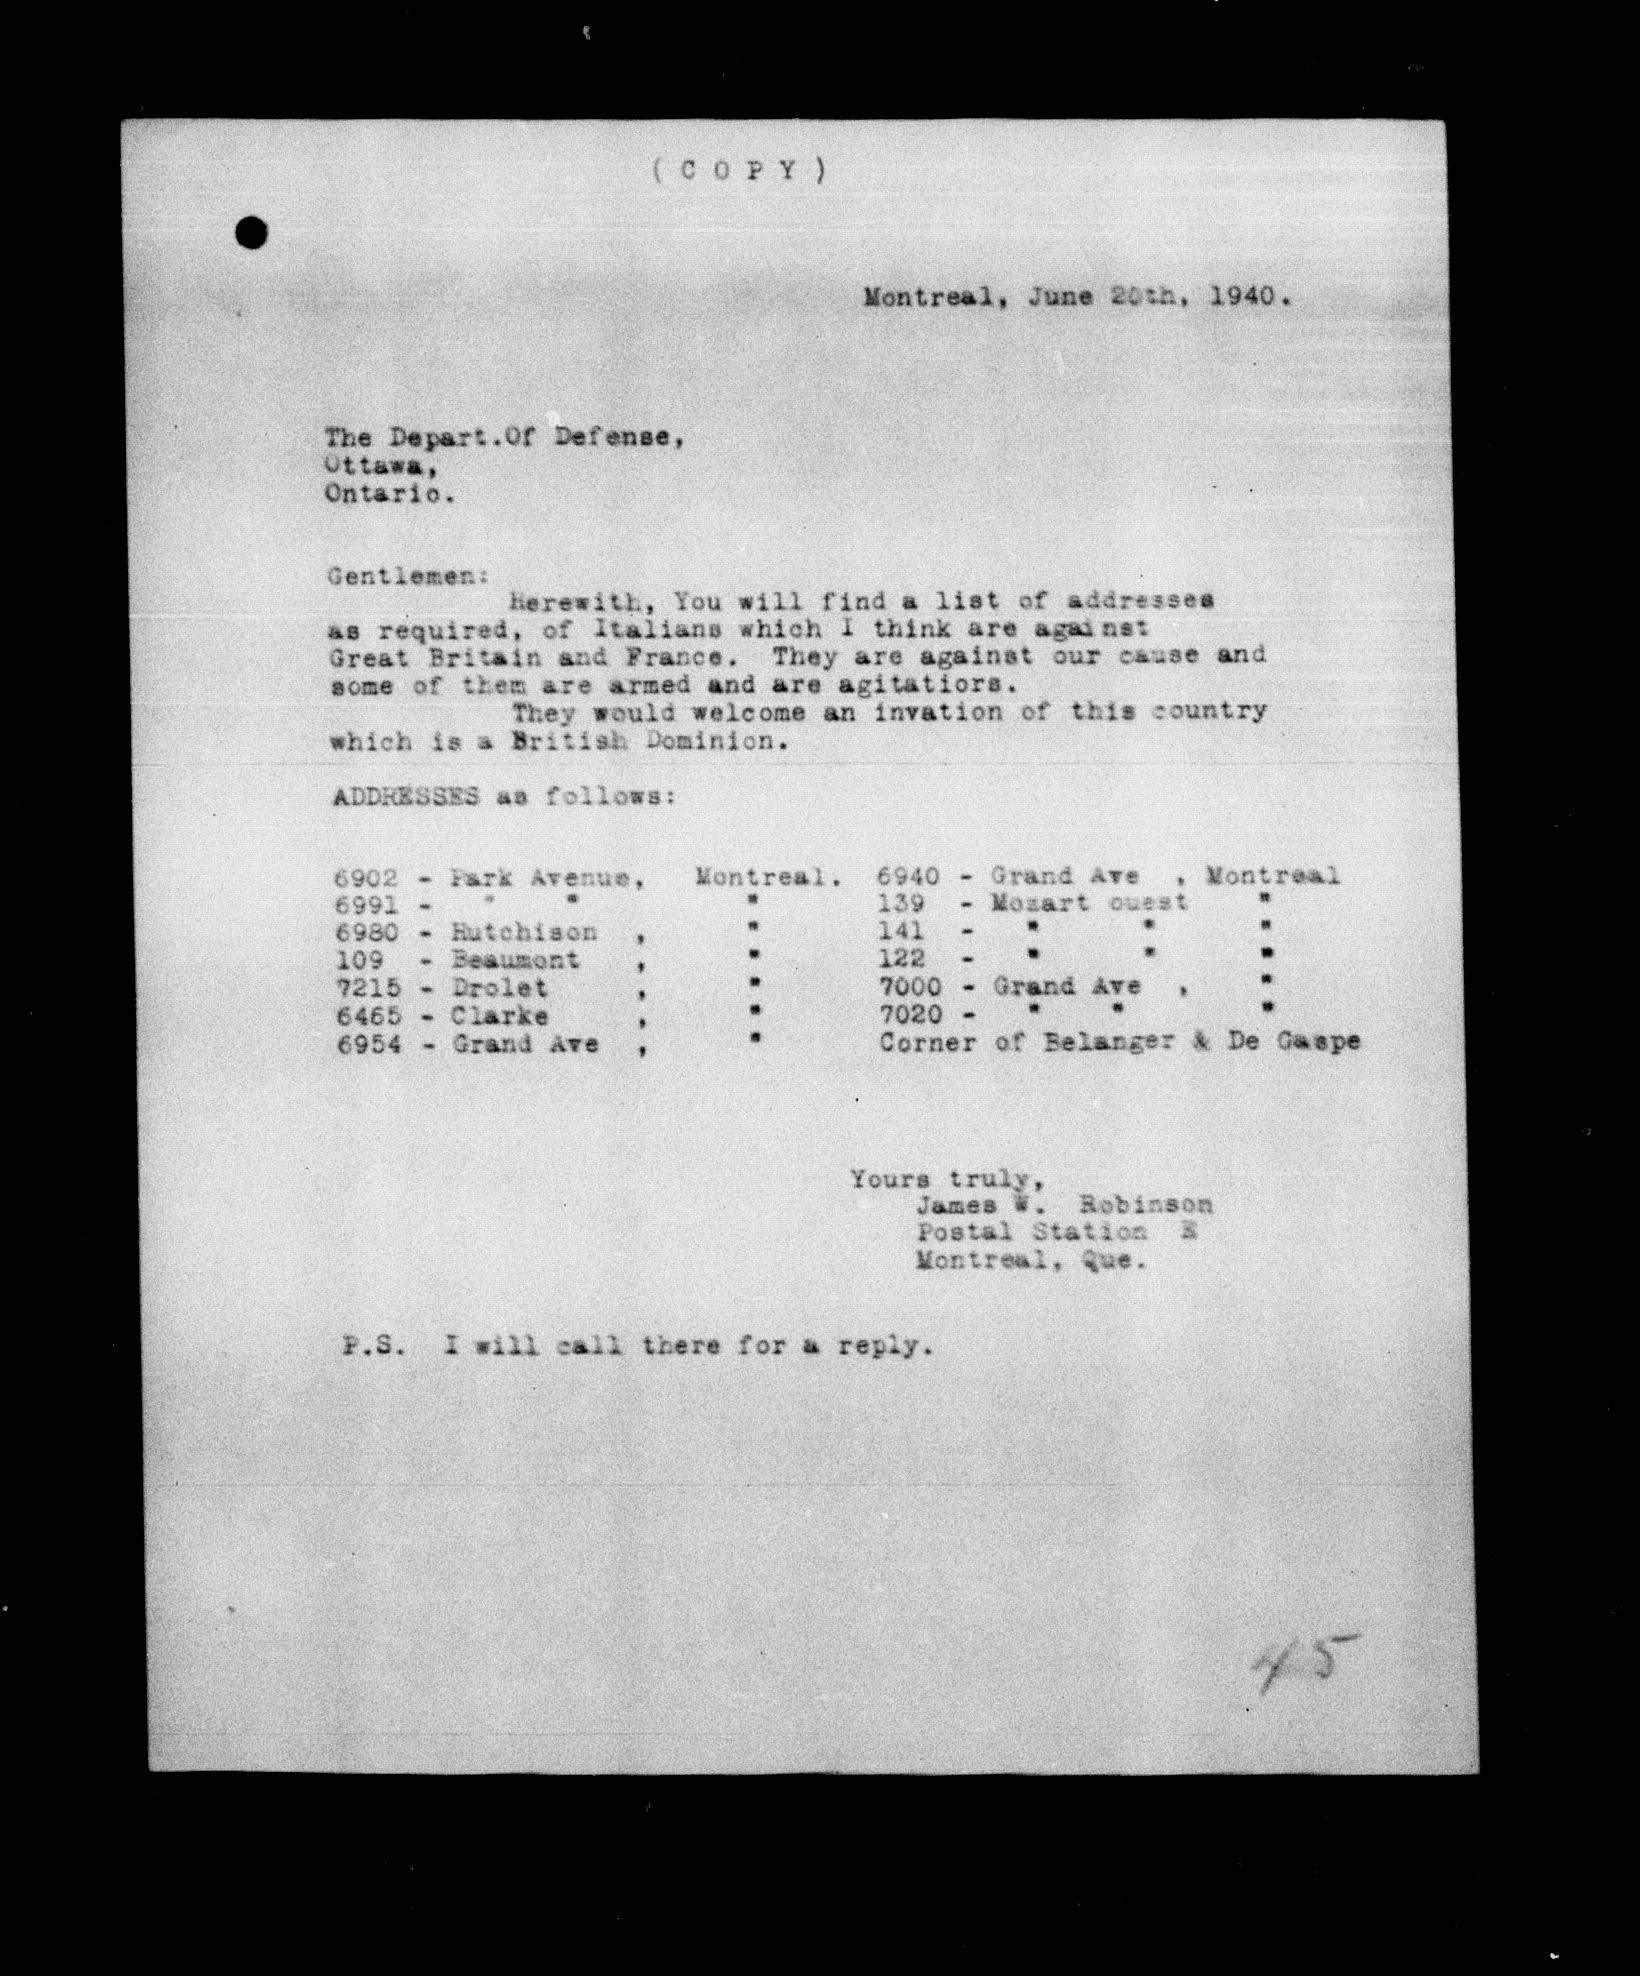 ( C O P Y )
Montreal, June 20th, 1940.
The Depart.Of Defense,
Ottawa,
Ontario.
Gentlemen:
Herewith, You will find a list of addresses
as required, of Italians which I think are against
Great Britain and France. They are against our cause and
some of them are armed and are agitatiors.
They would welcome an invation of this country
which is a British Dominion.
ADDRESSES as follows:
6902 - Park Avenue, Montreal. 6940 - Grand Ave , Montreal
6991 - " " " 139 - Mozart ouest "
6980 - Hutchison , " 141 - " " "
109 - Beaumont , " 122 - " " "
7215 - Drolet , " 7000 - Grand Ave , "
6465 - Clarke , " 7020 - " " "
6954 - Grand Ave , " Corner of Belanger & De Gaspe
Yours truly,
James W. Robinson
Postal Station E
Montreal, Que.
P.S. I will call there for a reply.
45